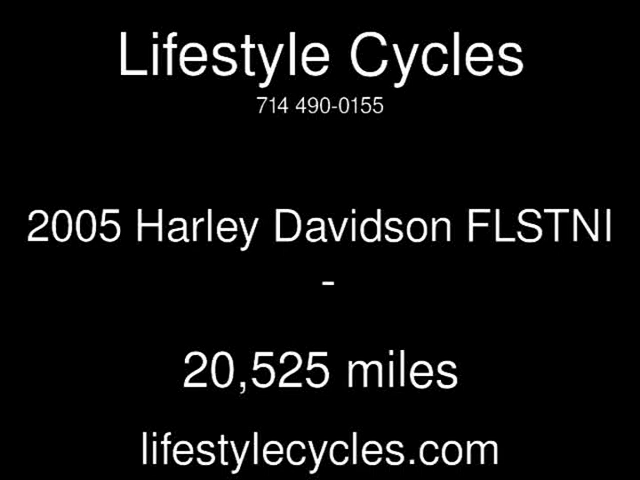 Lifestyle Cycles
714 490-0155
2005 Harley Davidson FLSTNI
-
20,525 miles
lifestylecycles.com